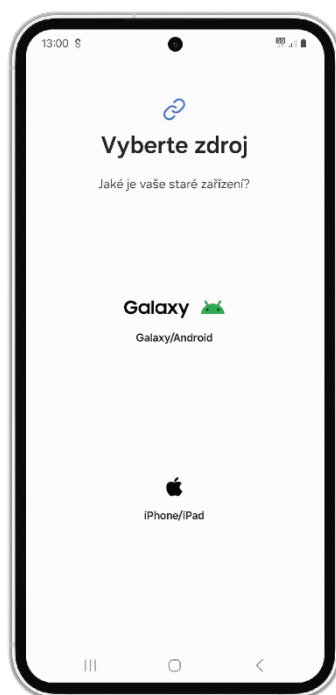 13:00
Vyberte zdroj
Jaké je vaše staré zařízení?
Galaxy
Galaxy/Android
iPhone/iPad